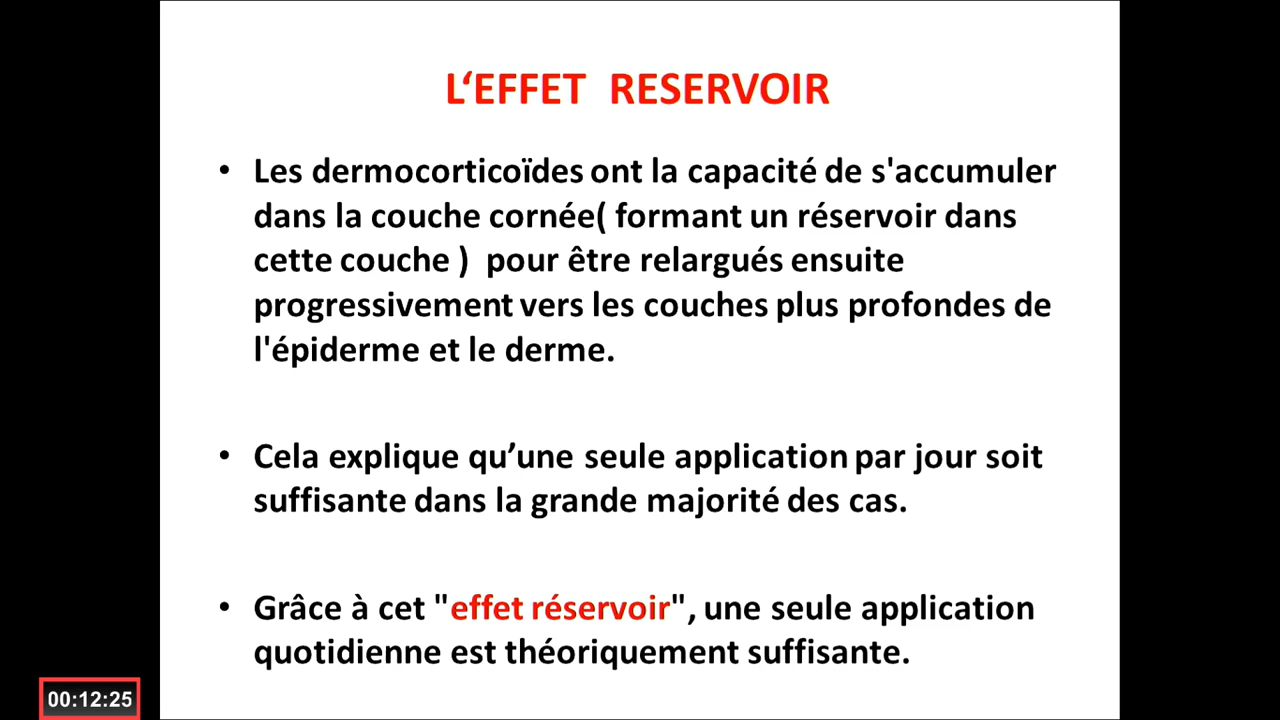 L‘EFFET RESERVOIR
• Les dermocorticoïdes ont la capacité de s'accumuler
dans la couche cornée( formant un réservoir dans
cette couche ) pour être relargués ensuite
progressivement vers les couches plus profondes de
l'épiderme et le derme.
• Cela explique qu’une seule application par jour soit
suffisante dans la grande majorité des cas.
• Grâce à cet "effet réservoir", une seule application
quotidienne est théoriquement suffisante.
00:12:25